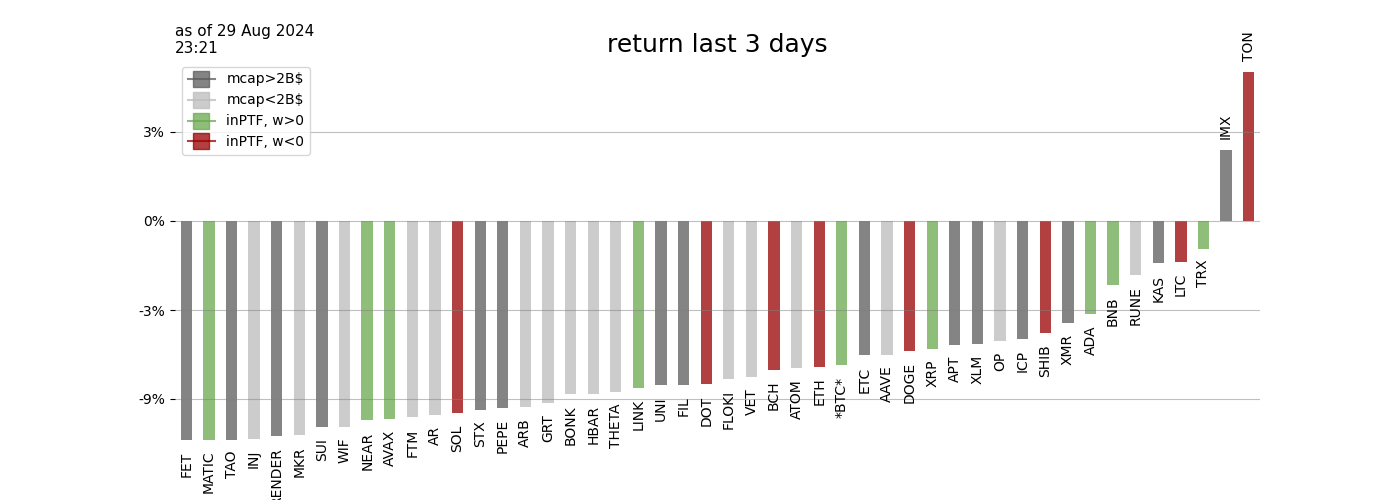 as of 29 Aug 2024
23:21
return last 3 days
mcap>2B$
mcap<2B$
inPTF, w>0
inPTF, w<0
3%
0%
-3%
-9%
FET
MATIC
TAO
INJ
RENDER
MKR
SUI
WIF
NEAR
AVAX
FTM
AR
SOL
STX
PEPE
ARB
GRT
BONK
HBAR
THETA
LINK
UNI
FIL
DOT
FLOKI
VET
BCH
ATOM
ETH
*BTC*
ETC
AAVE
DOGE
XRP
APT
XLM
OP
ICP
SHIB
XMR
ADA
BNB
RUNE
KAS
LTC
TRX
IMX
TON